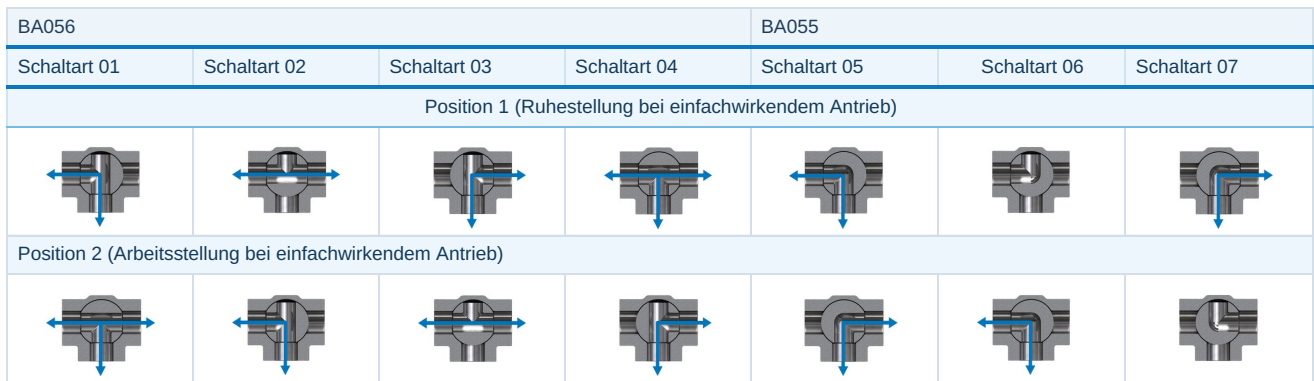 BA056 BA055
Schaltart 01 Schaltart 02 Schaltart 03 Schaltart 04 Schaltart 05 Schaltart 06 Schaltart 07
Position 1 (Ruhestellung bei einfachwirkendem Antrieb)
Position 2 (Arbeitsstellung bei einfachwirkendem Antrieb)